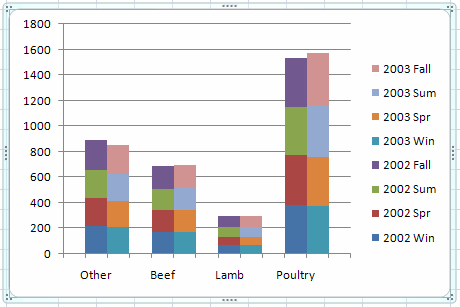 1800
1600
1400
1200
1000
800
600
400
200
0
Other Beef Lamb Poultry
2003 Fall
2003 Sum
2003 Spr
2003 Win
2002 Fall
2002 Sum
2002 Spr
2002 Win